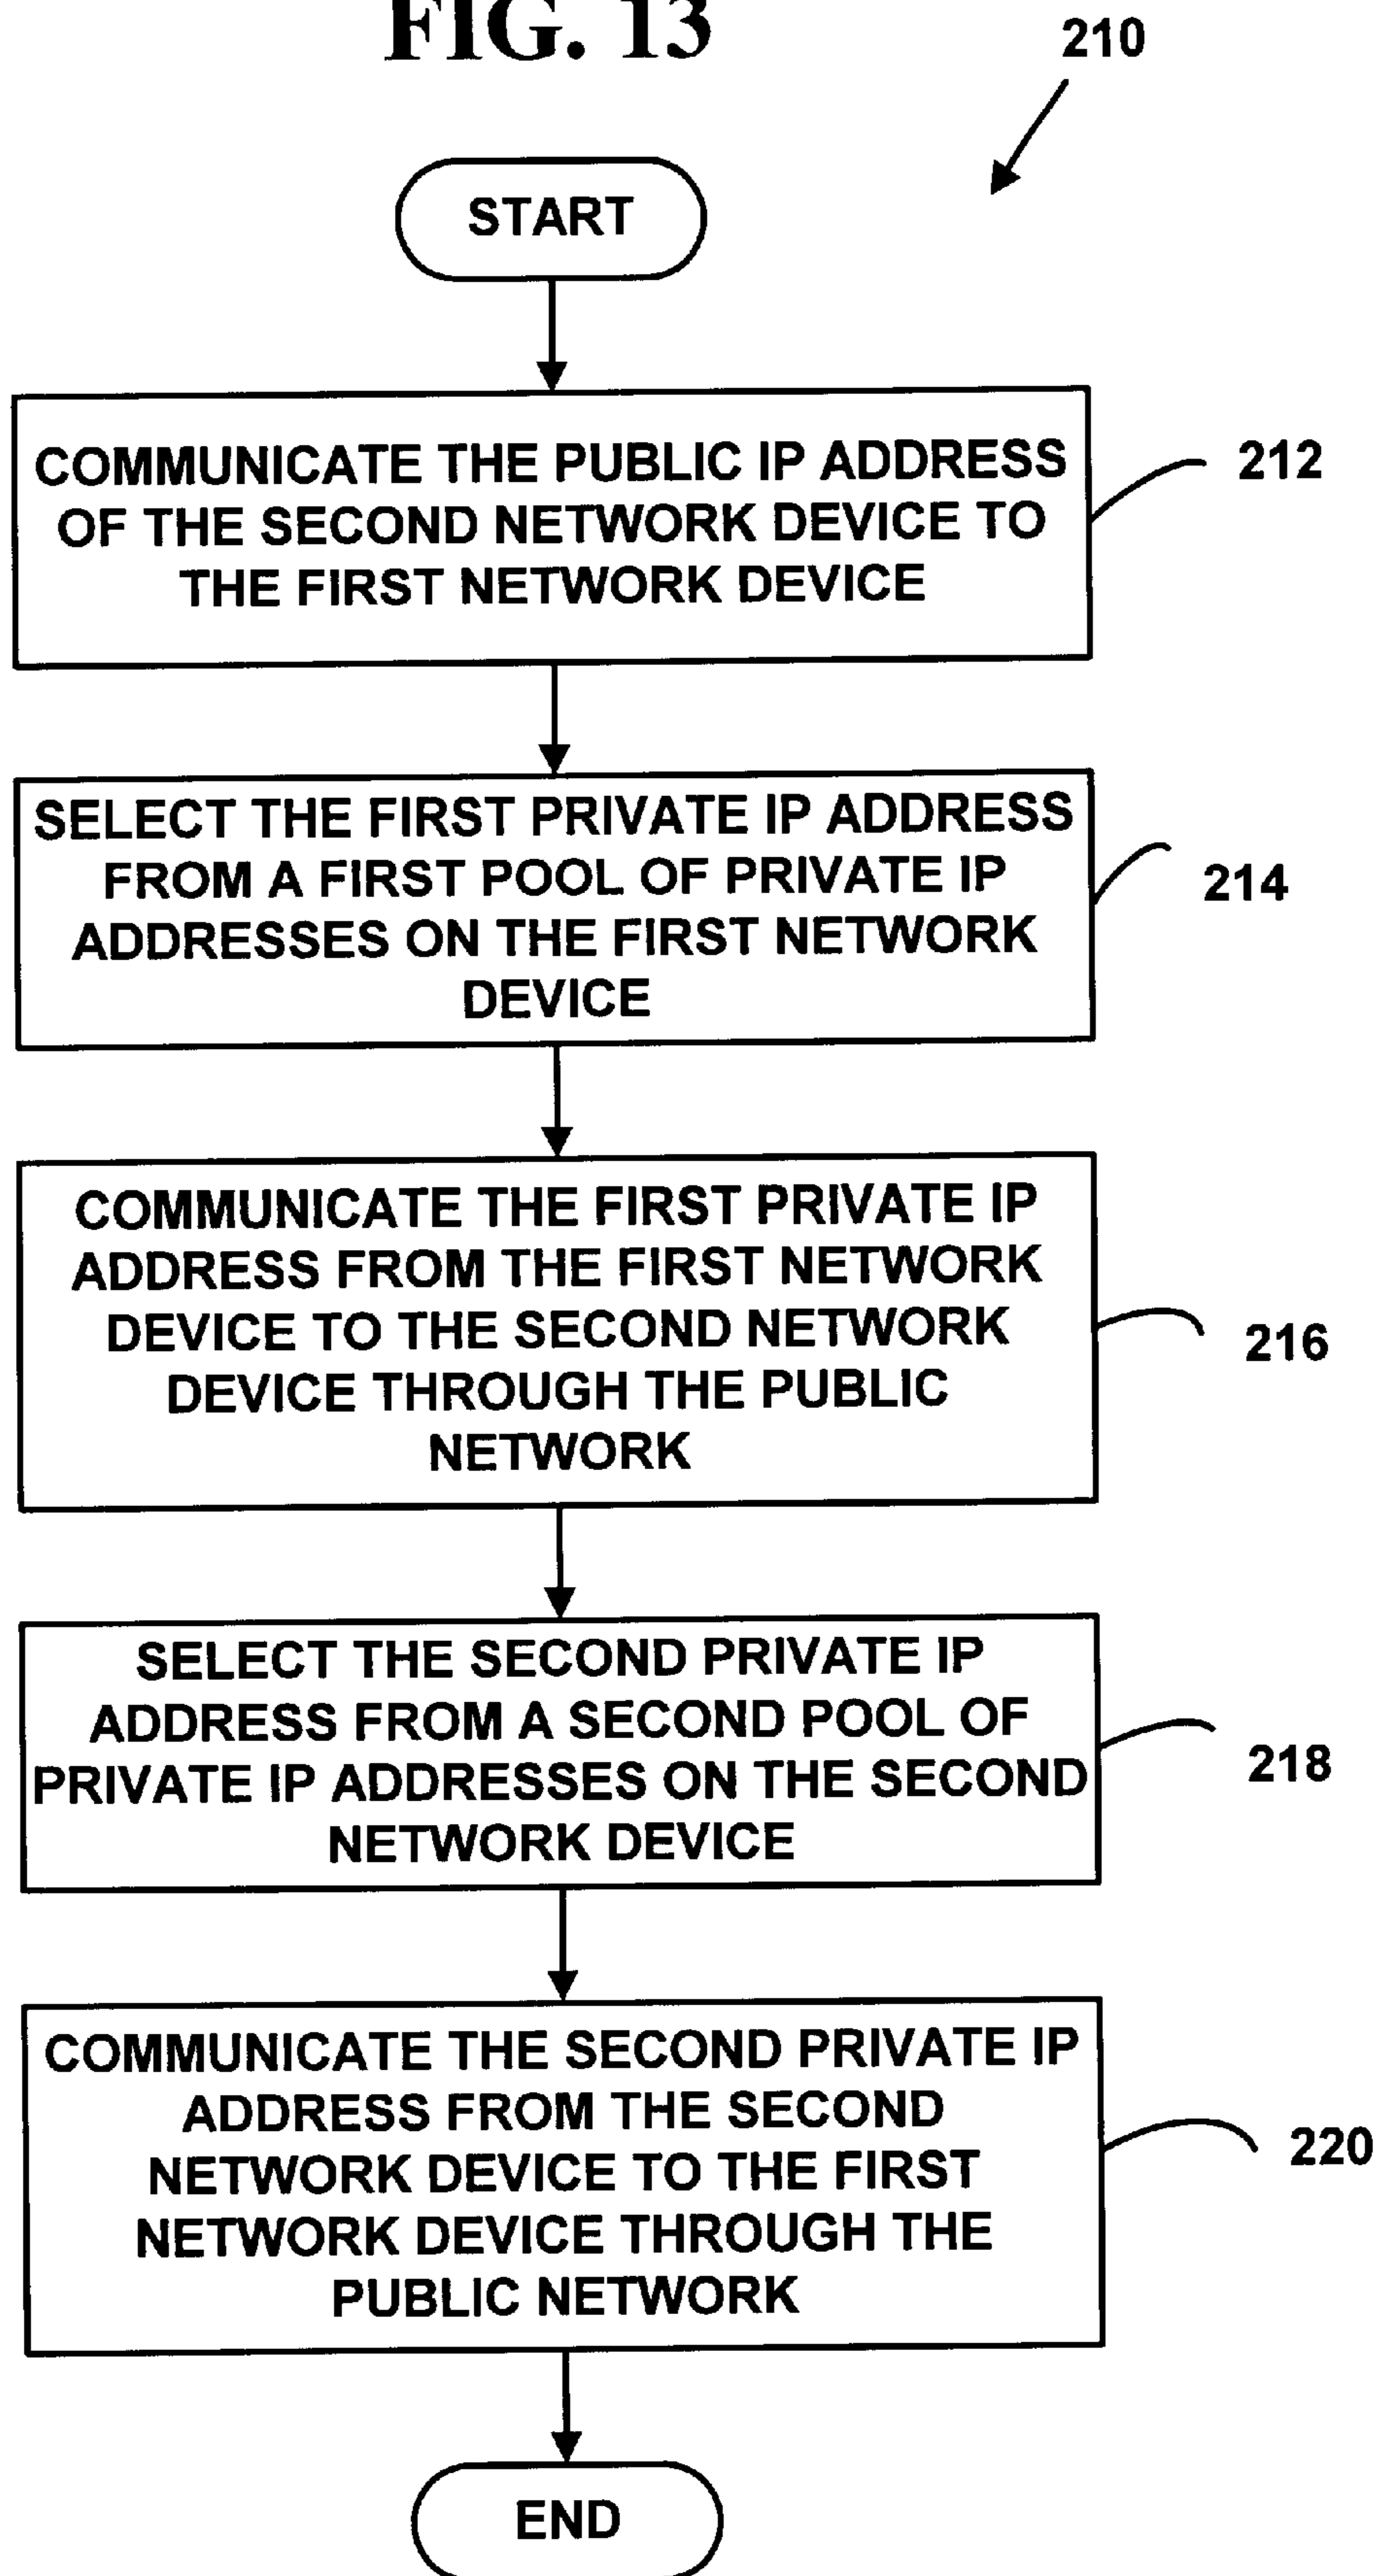 FIG. 13
210
START
COMMUNICATE THE PUBLIC IP ADDRESS
OF THE SECOND NETWORK DEVICE TO
THE FIRST NETWORK DEVICE
212
SELECT THE FIRST PRIVATE IP ADDRESS
FROM A FIRST POOL OF PRIVATE IP
ADDRESSES ON THE FIRST NETWORK
DEVICE
214
COMMUNICATE THE FIRST PRIVATE IP
ADDRESS FROM THE FIRST NETWORK
DEVICE TO THE SECOND NETWORK
DEVICE THROUGH THE PUBLIC
NETWORK
216
SELECT THE SECOND PRIVATE IP
ADDRESS FROM A SECOND POOL OF
PRIVATE IP ADDRESSES ON THE SECOND
NETWORK DEVICE
218
COMMUNICATE THE SECOND PRIVATE IP
ADDRESS FROM THE SECOND
NETWORK DEVICE TO THE FIRST
NETWORK DEVICE THROUGH THE
PUBLIC NETWORK
220
END